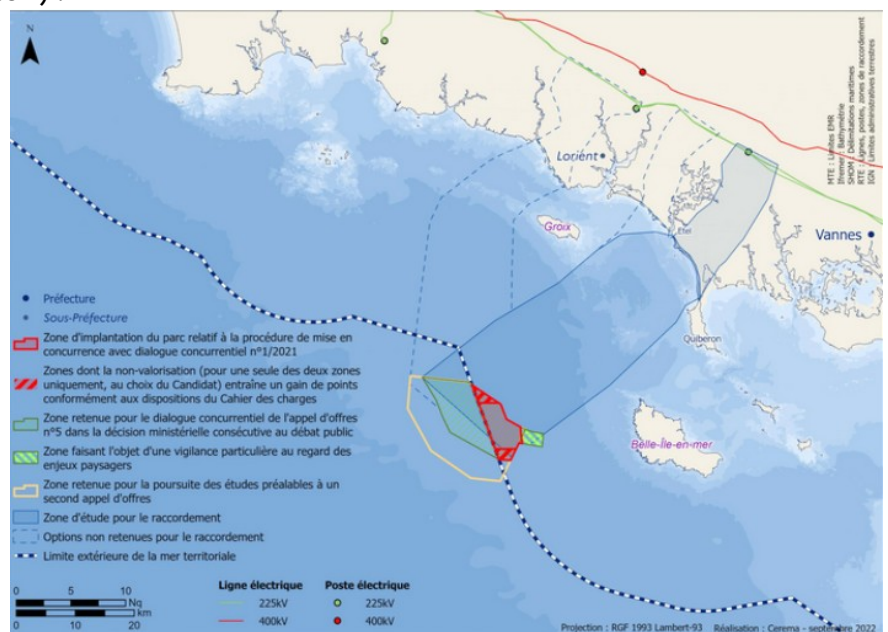 N
Lorient
Groix
Etel
Vannes
Quiberon
Belle-Île-en-mer
MTE : Limites EMR
Ifremer : Bathymétrie
SHOM : Délimitations maritimes
RTE : Lignes, postes, zones de raccordement
IGN : Limites administratives terrestres
Préfecture
Sous-Préfecture
Zone d'implantation du parc relatif à la procédure de mise en
concurrence avec dialogue concurrentiel n°1/2021
Zones dont la non-valorisation (pour une seule des deux zones
uniquement, au choix du Candidat) entraîne un gain de points
conformément aux dispositions du Cahier des charges
Zone retenue pour le dialogue concurrentiel de l'appel d'offres
n°5 dans la décision ministérielle consécutive au débat public
Zone faisant l'objet d'une vigilance particulière au regard des
enjeux paysagers
Zone retenue pour la poursuite des études préalables à un
second appel d'offres
Zone d'étude pour le raccordement
Options non retenues pour le raccordement
Limite extérieure de la mer territoriale
0 5 10
Nq
0 10 20
km
Ligne électrique
225kV
400kV
Poste électrique
225kV
400kV
Projection : RGF 1993 Lambert-93 Réalisation : Cerema - septembre 2022